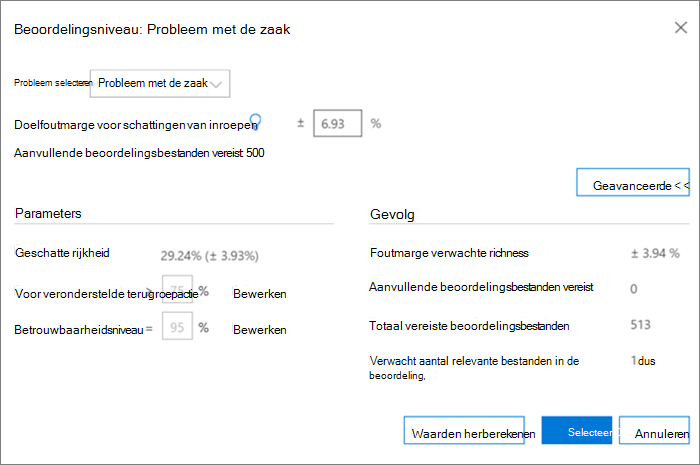 Beoordelingsniveau: Probleem met de zaak
Probleem selecteren Probleem met de zaak
Doelfoutmarge voor schattingen van inroepen ± 6.93 %
Aanvullende beoordelingsbestanden vereist: 500
Geavanceerde < <
Parameters
Geschatte rijkheid 29.24% (± 3.93%)
Voor veronderstelde terugroepactie > 75 % Bewerken
Betrouwbaarheidsniveau = 95 % Bewerken
Gevolg
Foutmarge verwachte richness ± 3.94 %
Aanvullende beoordelingsbestanden vereist 0
Totaal vereiste beoordelingsbestanden 513
Verwacht aantal relevante bestanden in de 1 dus
beoordeling,
Waarden herberekenen Selecteer Annuleren